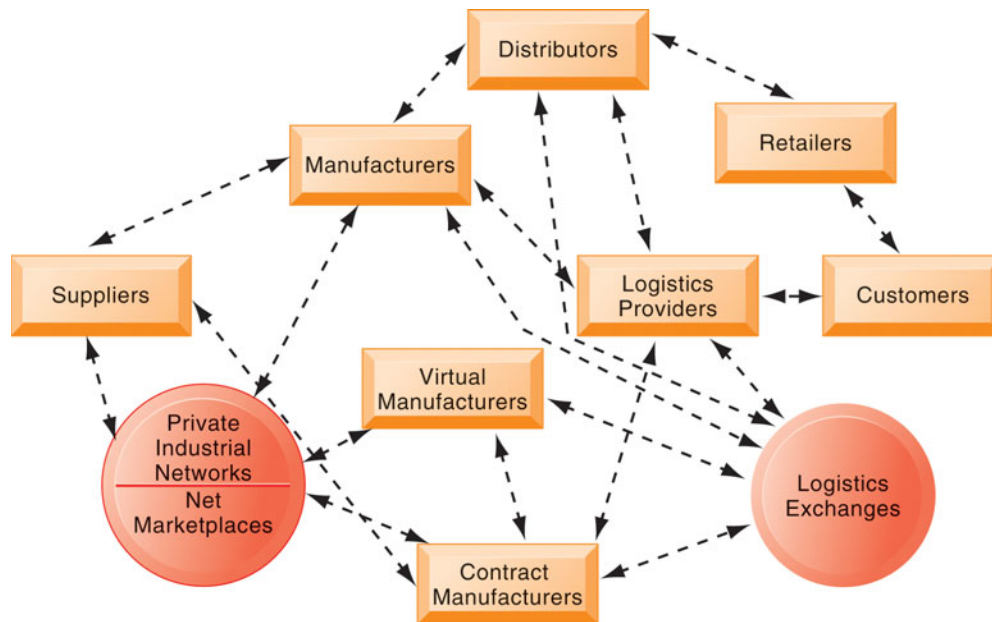 Distributors
Retailers
Manufacturers
Suppliers
Logistics
Providers
Customers
Virtual
Manufacturers
Private
Industrial
Networks
Net
Marketplaces
Logistics
Exchanges
Contract
Manufacturers